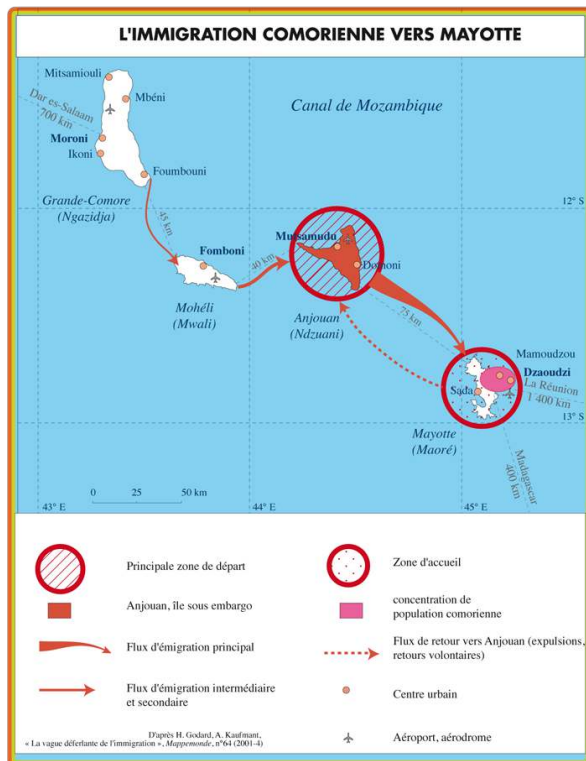 L'IMMIGRATION COMORIENNE VERS MAYOTTE
Mitsamiouli
Mbéni
Canal de Mozambique
Dar es-Salaam
700 km
Moroni
Ikoni
Foumbouni
12° S
Grande-Comore
(Ngazidja)
45 km
Fomboni
Mutsamudu
40 km
Domoni
Mohéli
(Mwali)
Anjouan
(Ndzuani)
75 km
Mamoudzou
Dzaoudzi
La Réunion
1 400 km
Sada
13° S
Mayotte
(Maoré)
Madagascar
400 km
0 25 50 km
43° E 44° E 45° E
Principale zone de départ
Zone d'accueil
Anjouan, île sous embargo
concentration de
population comorienne
Flux d'émigration principal
Flux de retour vers Anjouan (expulsions,
retours volontaires)
Flux d'émigration intermédiaire
et secondaire
Centre urbain
D'après H. Godard, A. Kaufmant,
« La vague déferlante de l'immigration », Mappemonde, n°64 (2001-4)
Aéroport, aérodrome